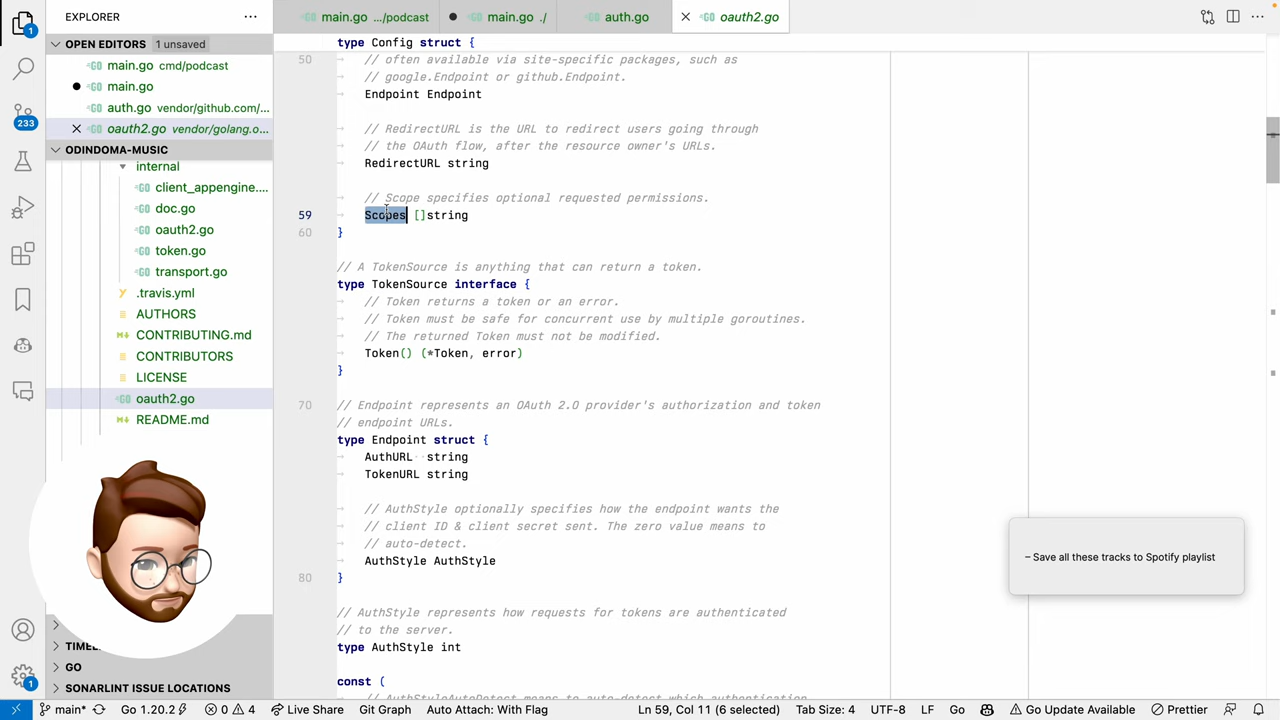 EXPLORER
main.go .../podcast
main.go ./
auth.go
oauth2.go
OPEN EDITORS 1 unsaved
main.go cmd/podcast
main.go
auth.go vendor/github.com/...
oauth2.go vendor/golang.o...
ODINDOMA-MUSIC
internal
client_appengine....
doc.go
oauth2.go
token.go
transport.go
.travis.yml
AUTHORS
CONTRIBUTING.md
CONTRIBUTORS
LICENSE
oauth2.go
README.md
TIMEL
GO
SONARLINT ISSUE LOCATIONS
1
233
1
type Config struct {
50 // often available via site-specific packages, such as
// google.Endpoint or github.Endpoint.
Endpoint Endpoint
// RedirectURL is the URL to redirect users going through
// the OAuth flow, after the resource owner's URLs.
RedirectURL string
// Scope specifies optional requested permissions.
59 Scopes []string
60 }
// A TokenSource is anything that can return a token.
type TokenSource interface {
// Token returns a token or an error.
// Token must be safe for concurrent use by multiple goroutines.
// The returned Token must not be modified.
Token() (*Token, error)
}
70 // Endpoint represents an OAuth 2.0 provider's authorization and token
// endpoint URLs.
type Endpoint struct {
AuthURL string
TokenURL string
// AuthStyle optionally specifies how the endpoint wants the
// client ID & client secret sent. The zero value means to
// auto-detect.
AuthStyle AuthStyle
80 }
// AuthStyle represents how requests for tokens are authenticated
// to the server.
type AuthStyle int
const (
// AuthStyleAutoDetect means to auto-detect which authentication
– Save all these tracks to Spotify playlist
main* Go 1.20.2 0 4 Live Share Git Graph Auto Attach: With Flag Ln 59, Col 11 (6 selected) Tab Size: 4 UTF-8 LF Go Go Update Available Prettier